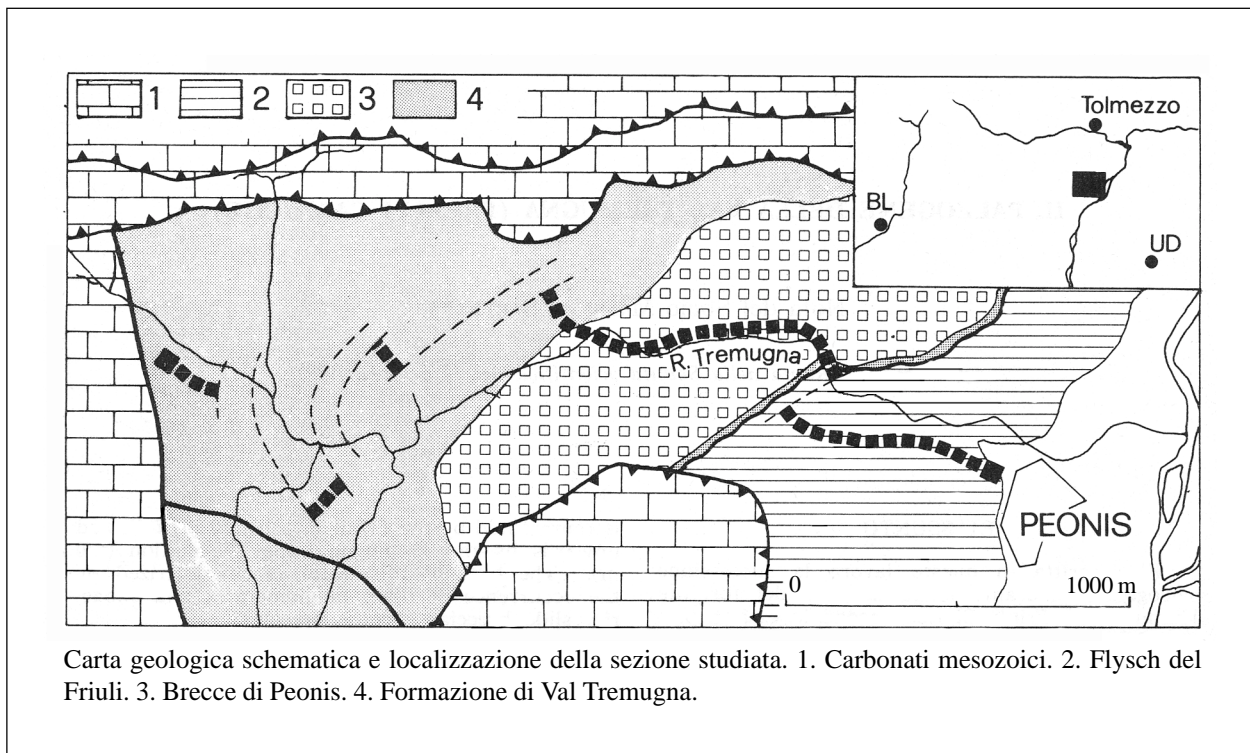 1 2 3 4
Tolmezzo
BL
UD
R. Tremugna
PEONIS
0 1000 m
Carta geologica schematica e localizzazione della sezione studiata. 1. Carbonati mesozoici. 2. Flysch del
Friuli. 3. Brecce di Peonis. 4. Formazione di Val Tremugna.